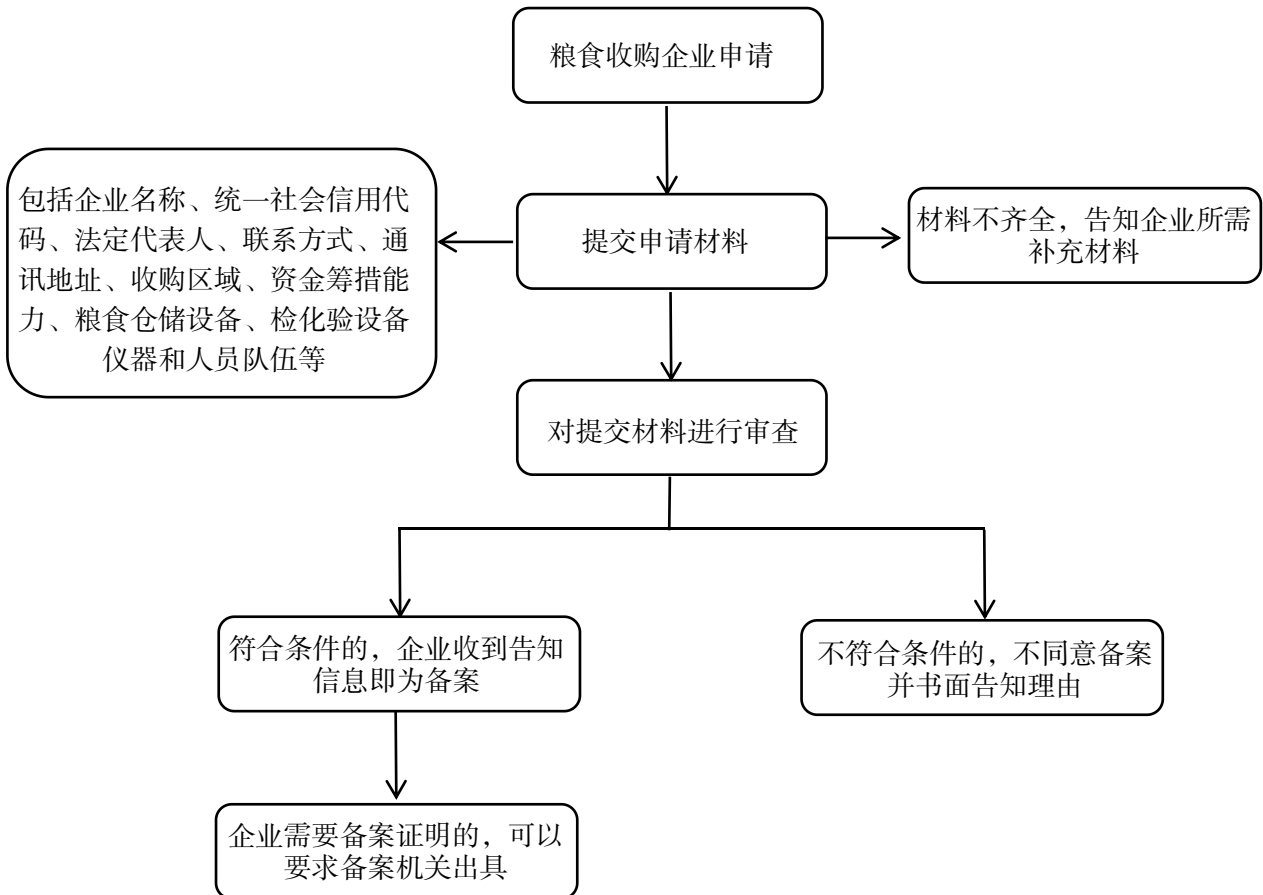 粮食收购企业申请
包括企业名称、统一社会信用代
码、法定代表人、联系方式、通
讯地址、收购区域、资金筹措能
力、粮食仓储设备、检化验设备
仪器和人员队伍等
提交申请材料
材料不齐全，告知企业所需
补充材料
对提交材料进行审查
符合条件的，企业收到告知
信息即为备案
不符合条件的，不同意备案
并书面告知理由
企业需要备案证明的，可以
要求备案机关出具